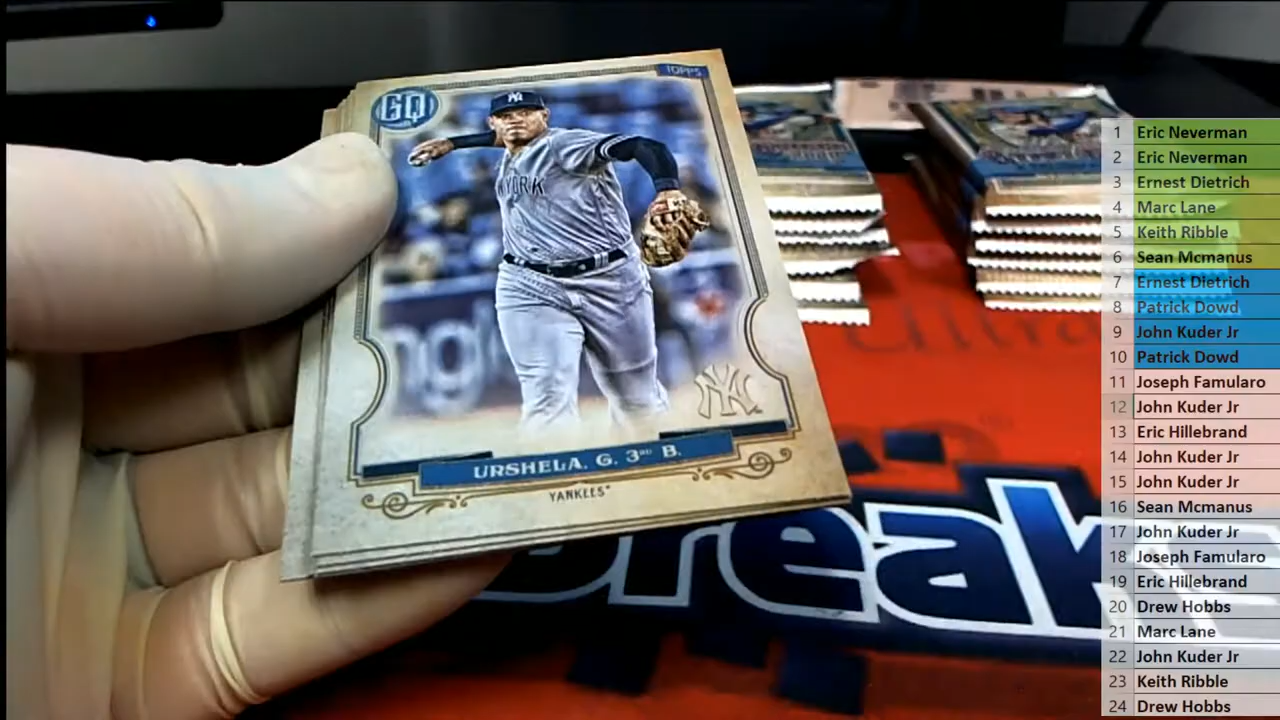 TOPPS
GQ
NY
YORK
ng
NY
URSHELA, G. 3RD B.
YANKEES
Break
1 Eric Neverman
2 Eric Neverman
3 Ernest Dietrich
4 Marc Lane
5 Keith Ribble
6 Sean Mcmanus
7 Ernest Dietrich
8 Patrick Dowd
9 John Kuder Jr
10 Patrick Dowd
11 Joseph Famularo
12 John Kuder Jr
13 Eric Hillebrand
14 John Kuder Jr
15 John Kuder Jr
16 Sean Mcmanus
17 John Kuder Jr
18 Joseph Famularo
19 Eric Hillebrand
20 Drew Hobbs
21 Marc Lane
22 John Kuder Jr
23 Keith Ribble
24 Drew Hobbs